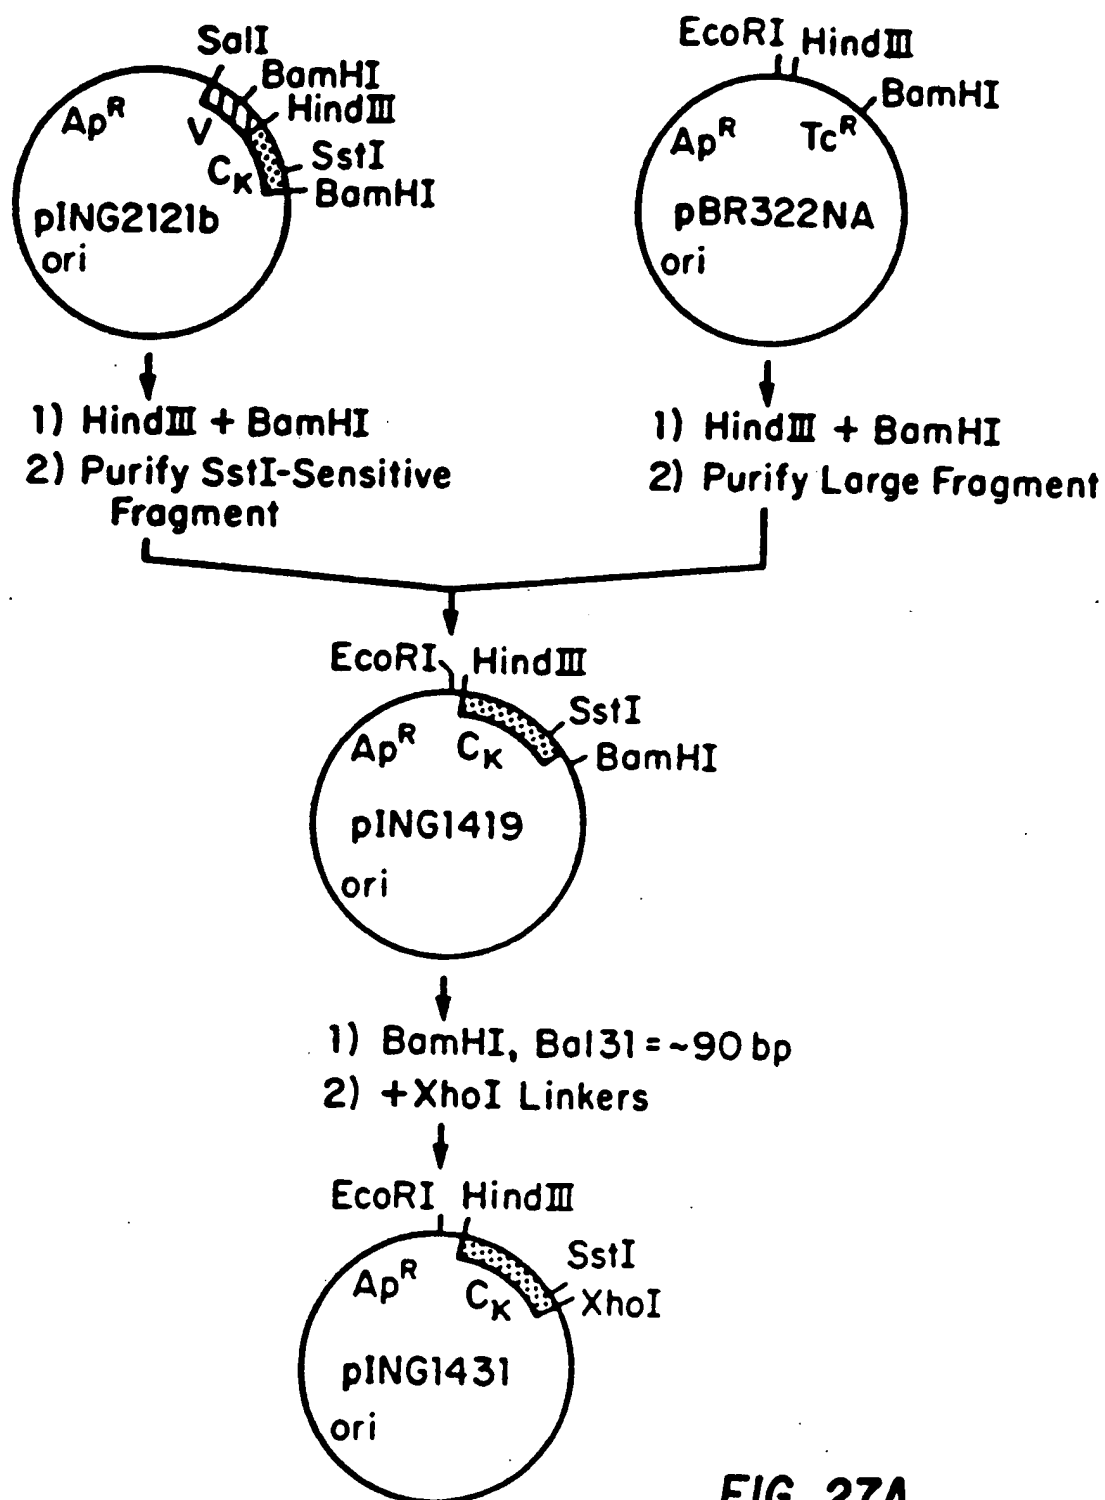 SalI
BamHI
HindIII
SstI
BamHI
Ap^R
V
C_K
pING2121b
ori
EcoRI HindIII
BamHI
Ap^R Tc^R
pBR322NA
ori
1) HindIII + BamHI
2) Purify SstI-Sensitive
Fragment
1) HindIII + BamHI
2) Purify Large Fragment
EcoRI HindIII
SstI
BamHI
Ap^R C_K
pING1419
ori
1) BamHI, Bal31 = ~90 bp
2) +XhoI Linkers
EcoRI HindIII
SstI
XhoI
Ap^R C_K
pING1431
ori
FIG. 27A